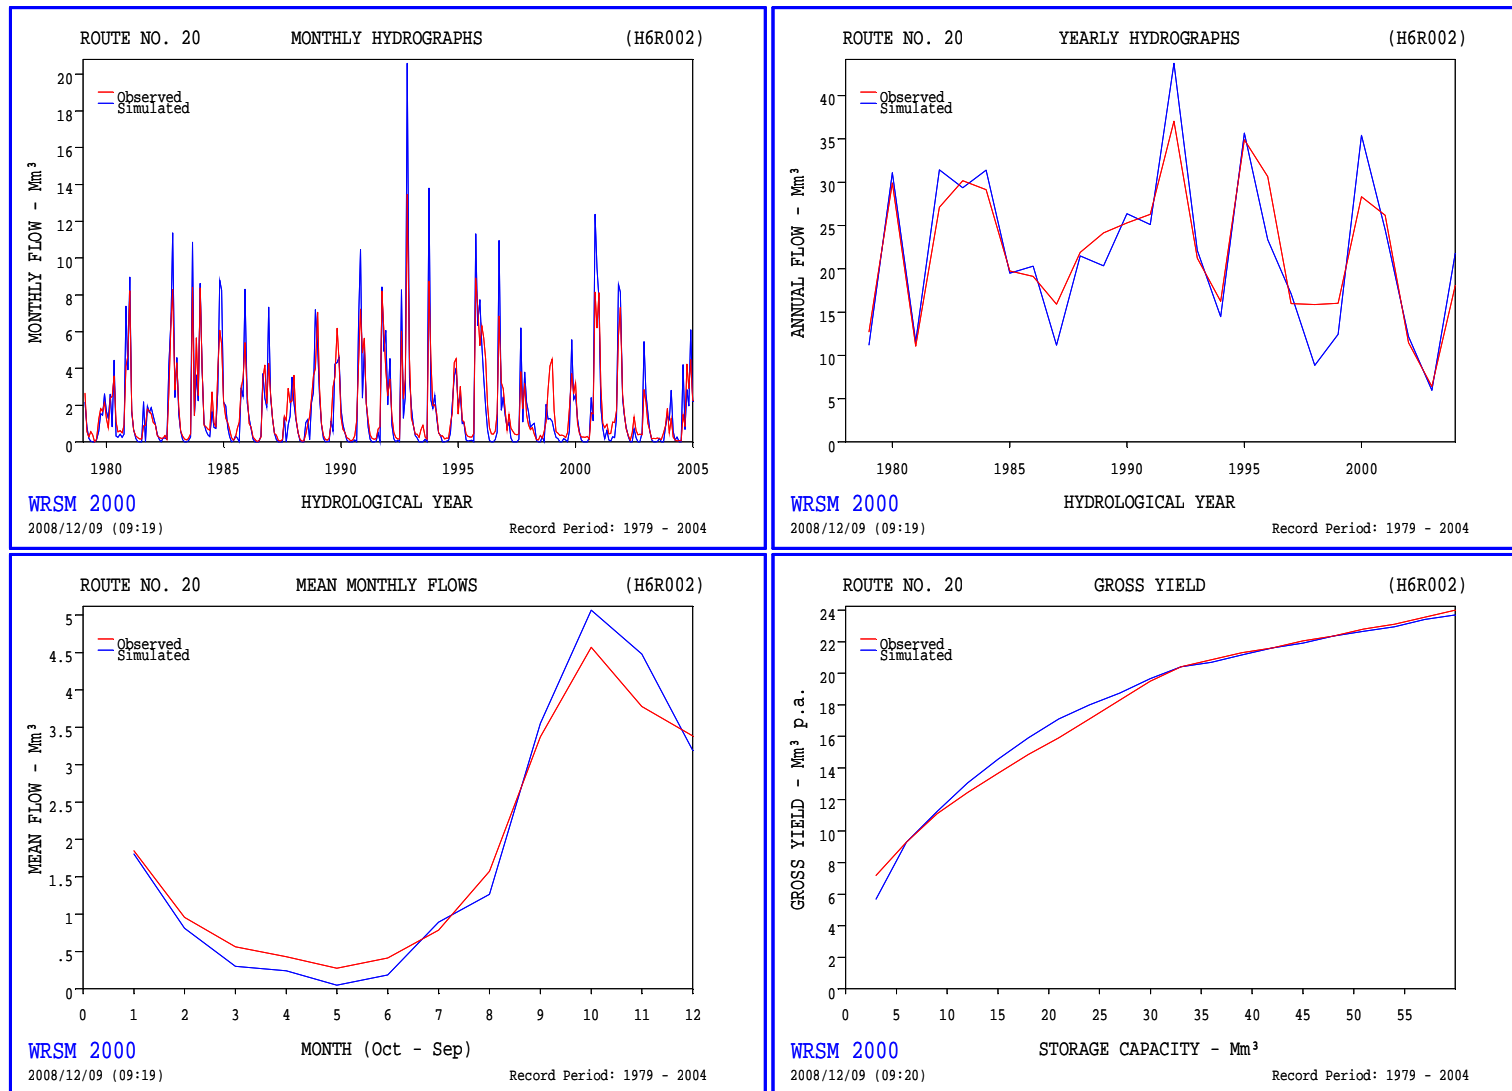 ROUTE NO. 20 MONTHLY HYDROGRAPHS (H6R002)
Observed
Simulated
MONTHLY FLOW - Mm³
20
18
16
14
12
10
8
6
4
2
0
1980 1985 1990 1995 2000 2005
WRSM 2000 HYDROLOGICAL YEAR
2008/12/09 (09:19) Record Period: 1979 - 2004
ROUTE NO. 20 YEARLY HYDROGRAPHS (H6R002)
Observed
Simulated
ANNUAL FLOW - Mm³
40
35
30
25
20
15
10
5
0
1980 1985 1990 1995 2000
WRSM 2000 HYDROLOGICAL YEAR
2008/12/09 (09:19) Record Period: 1979 - 2004
ROUTE NO. 20 MEAN MONTHLY FLOWS (H6R002)
Observed
Simulated
MEAN FLOW - Mm³
5
4.5
4
3.5
3
2.5
2
1.5
1
.5
0
0 1 2 3 4 5 6 7 8 9 10 11 12
WRSM 2000 MONTH (Oct - Sep)
2008/12/09 (09:19) Record Period: 1979 - 2004
ROUTE NO. 20 GROSS YIELD (H6R002)
Observed
Simulated
GROSS YIELD - Mm³ p.a.
24
22
20
18
16
14
12
10
8
6
4
2
0
0 5 10 15 20 25 30 35 40 45 50 55
WRSM 2000 STORAGE CAPACITY - Mm³
2008/12/09 (09:20) Record Period: 1979 - 2004